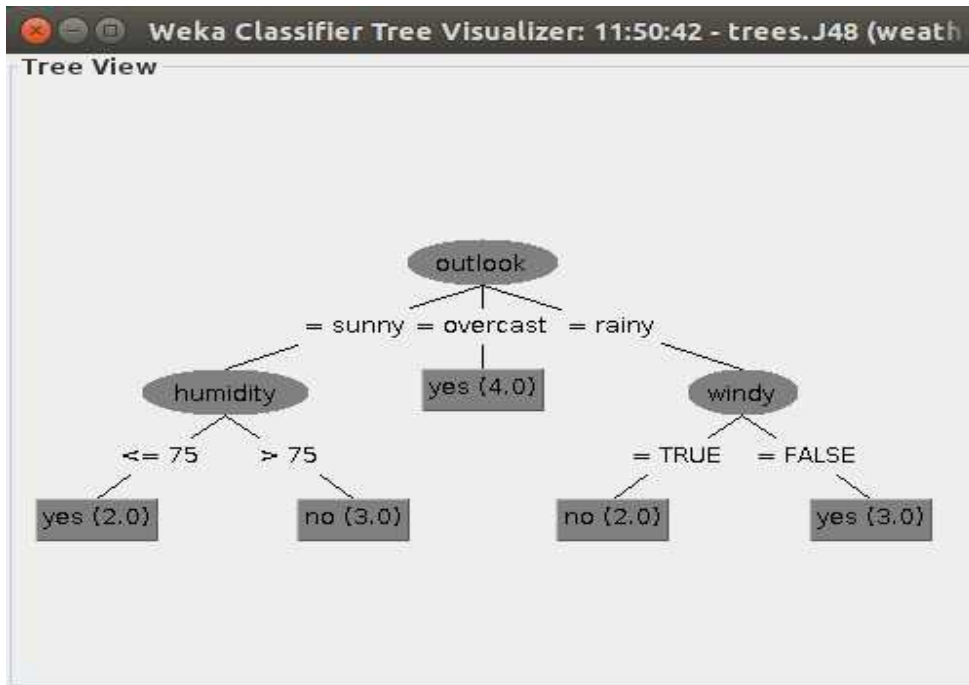 Weka Classifier Tree Visualizer: 11:50:42 - trees.J48 (weath
Tree View
outlook
= sunny = overcast = rainy
humidity yes (4.0) windy
<= 75 > 75 = TRUE = FALSE
yes (2.0) no (3.0) no (2.0) yes (3.0)